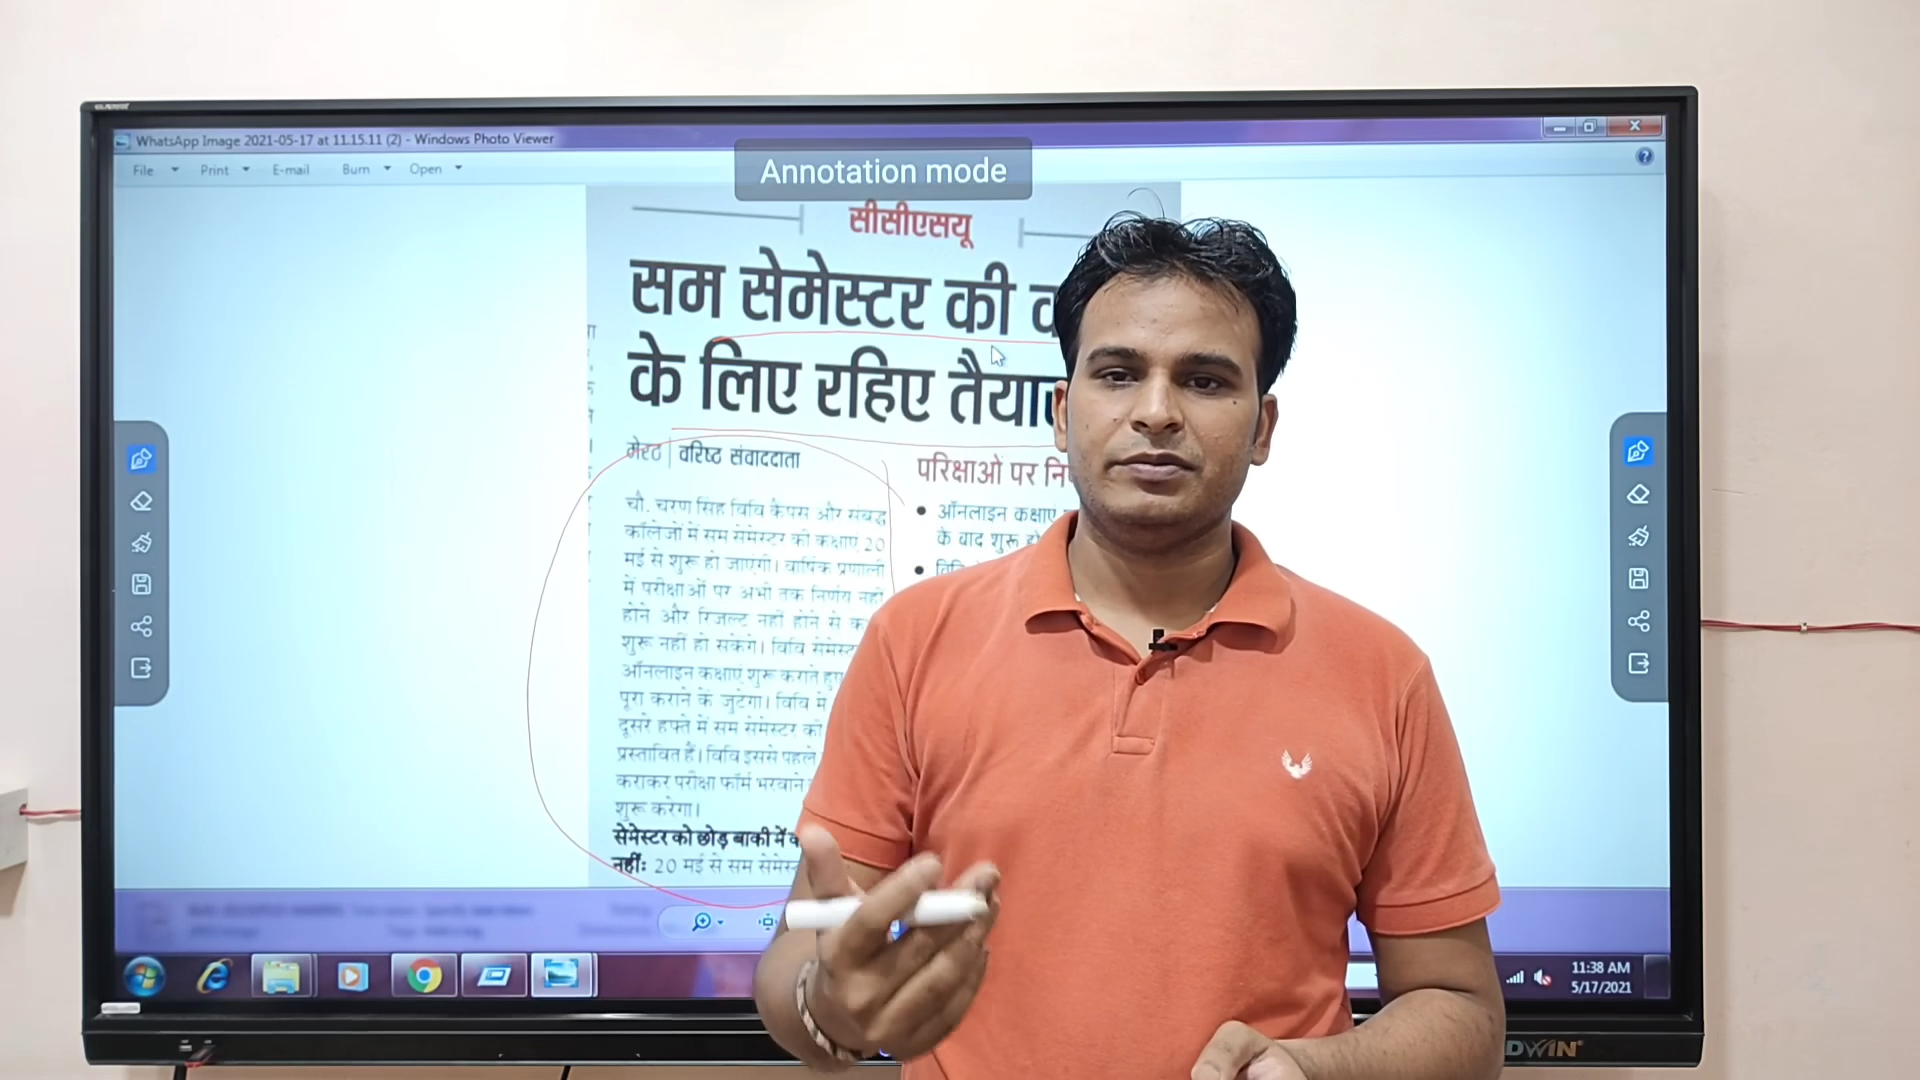 WhatsApp Image 2021-05-17 at 11.15.11 (2) - Windows Photo Viewer
File Print E-mail Burn Open
Annotation mode
सीसीएसयू
सम सेमेस्टर की
के लिए रहिए
मेरठ | वरिष्ठ संवाददाता
चौ. चरण सिंह विवि कैंपस और संबद्ध
कॉलेजों में सम सेमेस्टर की कक्षाएं 20
मई से शुरू हो जाएंगी। वार्षिक प्रणाली
में परीक्षाओं पर अभी तक निर्णय नहीं
होने और रिजल्ट नहीं होने से
शुरू नहीं हो सकेंगे। विवि
ऑनलाइन कक्षाएं शुरू कराते हुए
पूरा कराने के जुटेगा। विवि में
दूसरे हफ्ते में सम सेमेस्टर की
प्रस्तावित हैं। विवि इससे पहले
कराकर परीक्षा फॉर्म भरवाने
शुरू करेगा।
सेमेस्टर को छोड़ बाकी में
नहीं: 20 मई से सम
परिक्षाओं पर
• ऑनलाइन कक्षाएं
के बाद शुरू
11:38 AM
5/17/2021